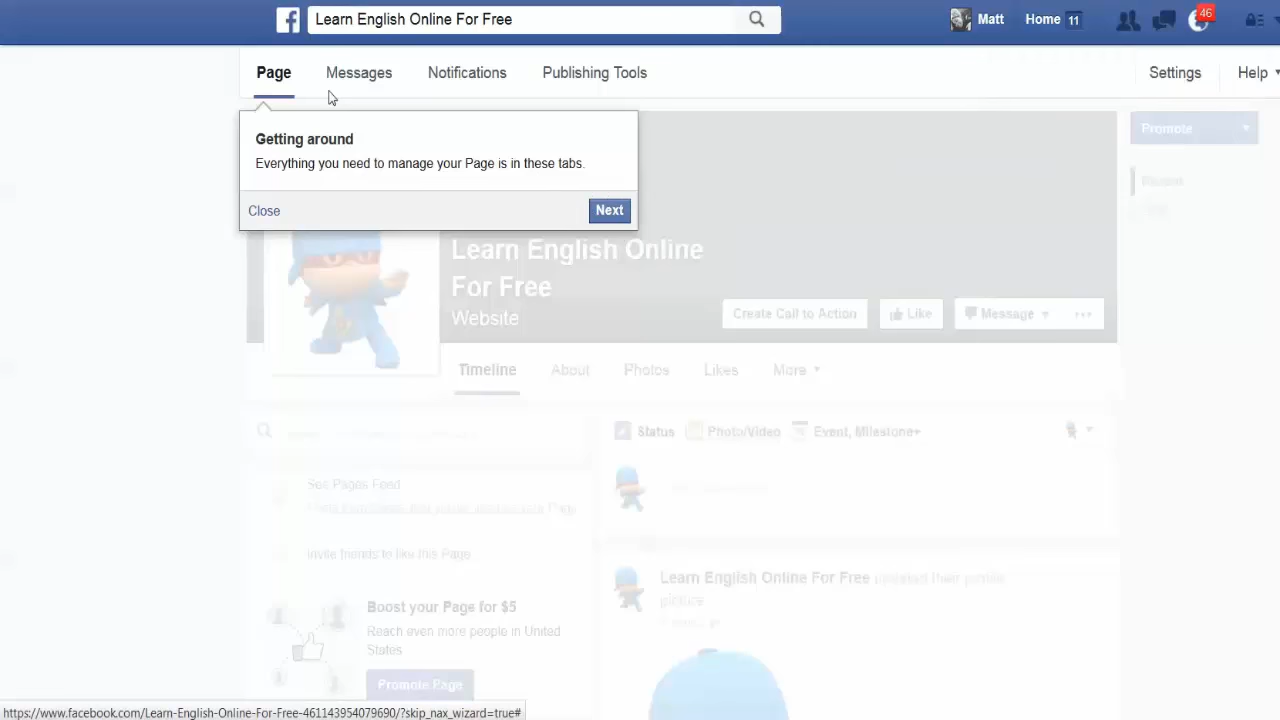 Learn English Online For Free
Matt
Home 11
46
Page
Messages
Notifications
Publishing Tools
Settings
Help
Getting around
Everything you need to manage your Page is in these tabs.
Close
Next
Promote
Learn English Online
For Free
Website
Create Call to Action
Like
Message
Timeline
About
Photos
Likes
More
Status
Photo/Video
Event, Milestone+
See Pages Feed
Invite friends to like this Page
Boost your Page for $5
Reach even more people in United
States
Promote Page
Learn English Online For Free updated their profile
picture
https://www.facebook.com/Learn-English-Online-For-Free-461143954079690/?skip_nax_wizard=true#